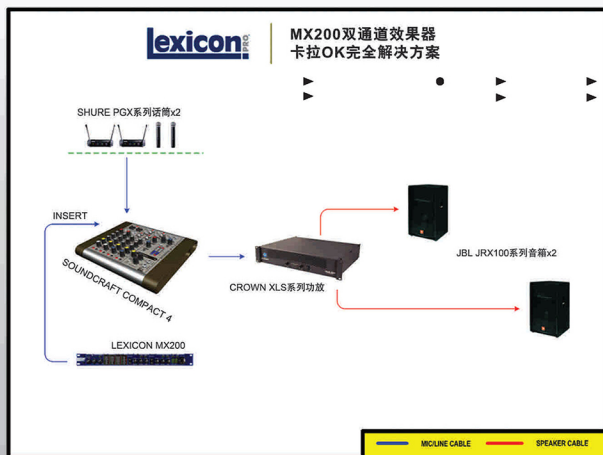 lexicon PRO
MX200双通道效果器
卡拉OK完全解决方案
SHURE PGX系列话筒x2
INSERT
SOUNDCRAFT COMPACT 4
CROWN XLS系列功放
JBL JRX100系列音箱x2
LEXICON MX200
MIC/LINE CABLE
SPEAKER CABLE